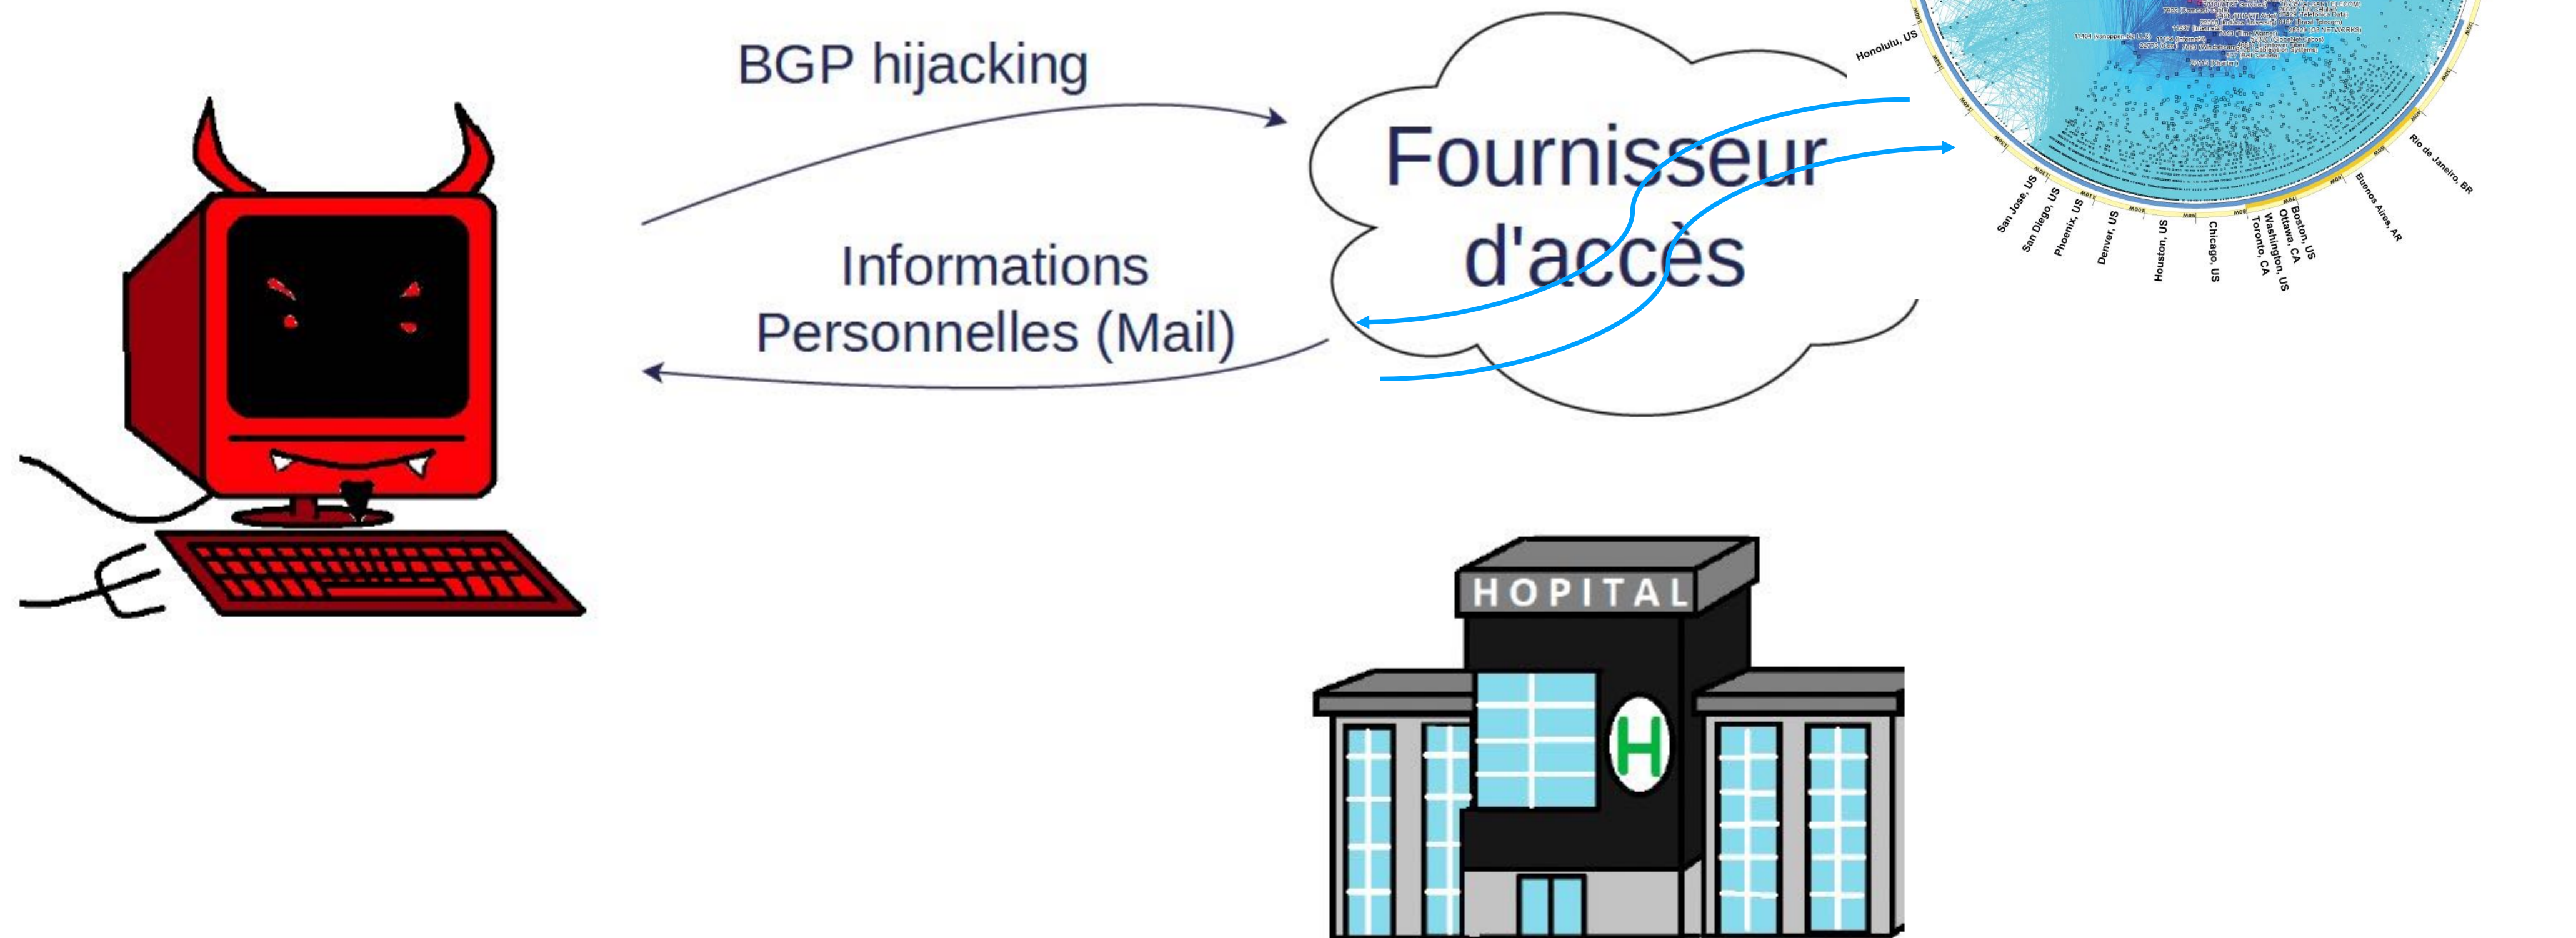 BGP hijacking
Informations
Personnelles (Mail)
Fournisseur
d'accès
HOPITAL
H
Honolulu, US
San Jose, US
San Diego, US
Phoenix, US
Denver, US
Houston, US
Chicago, US
Toronto, CA
Washington, US
Ottawa, CA
Boston, US
Buenos Aires, AR
Rio de Janeiro, BR